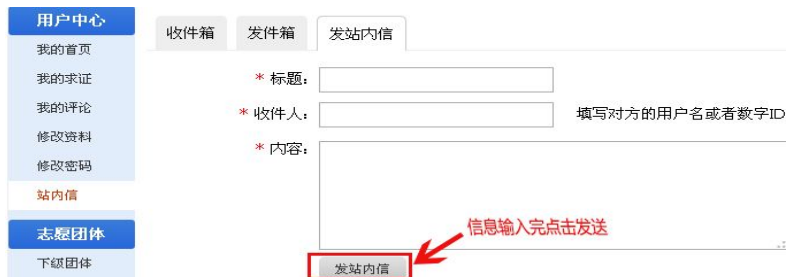 用户中心
我的首页
我的求证
我的评论
修改资料
修改密码
站内信
志愿团体
下级团体
收件箱 发件箱 发站内信
* 标题：
* 收件人： 填写对方的用户名或者数字ID
* 内容：
信息输入完点击发送
发站内信